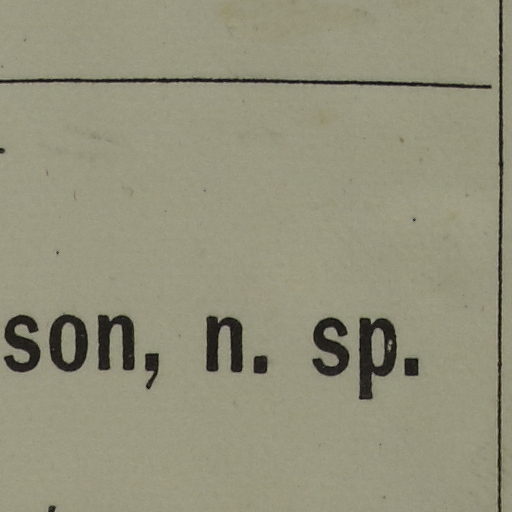 son, n. sp.